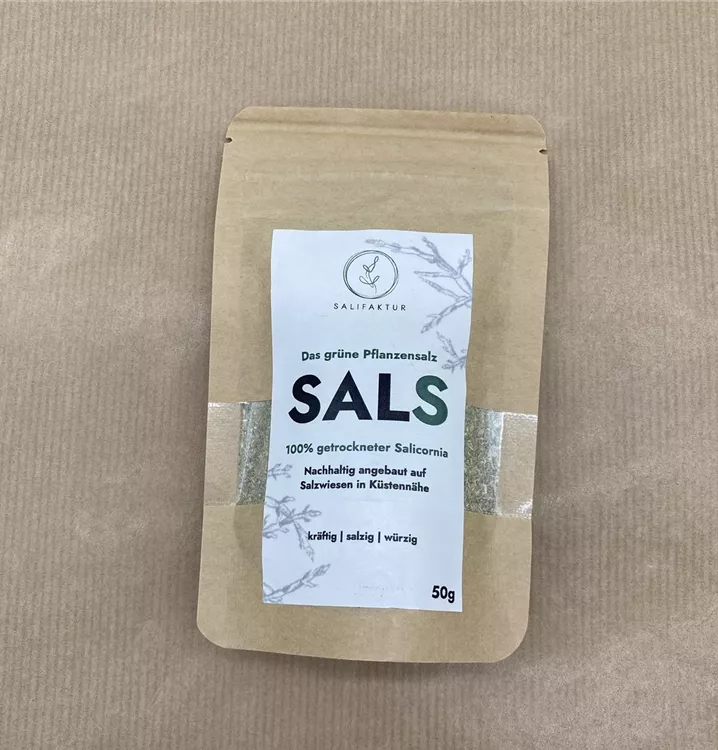 SALIFAKTUR
Das grüne Pflanzensalz
SALS
100% getrockneter Salicornia
Nachhaltig angebaut auf
Salzwiesen in Küstennähe
kräftig | salzig | würzig
50g